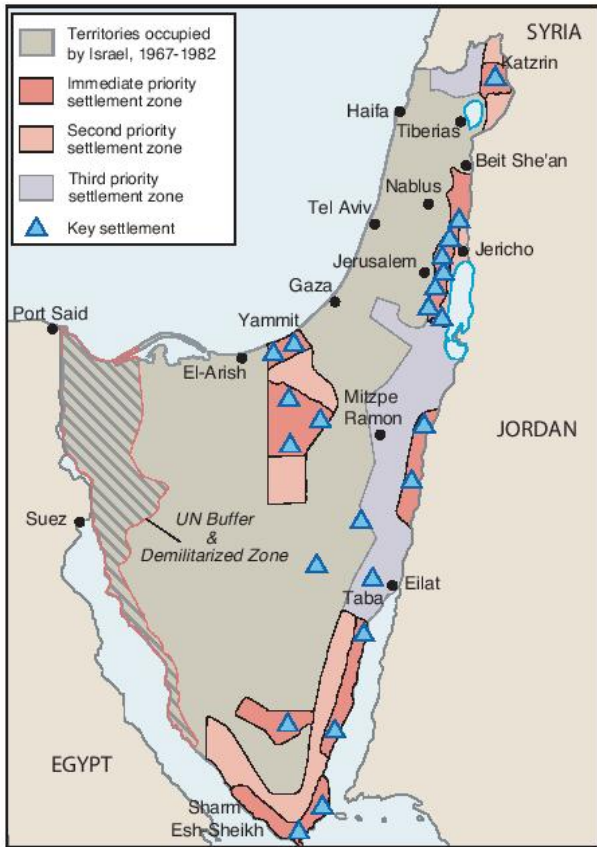 Territories occupied
by Israel, 1967-1982
Immediate priority
settlement zone
Second priority
settlement zone
Third priority
settlement zone
Key settlement
SYRIA
Katzrin
Haifa
Tiberias
Beit She'an
Nablus
Tel Aviv
Jericho
Jerusalem
Gaza
Port Said
Yammit
El-Arish
Mitzpe
Ramon
JORDAN
Suez
UN Buffer
&
Demilitarized Zone
Eilat
Taba
EGYPT
Sharm
Esh-Sheikh